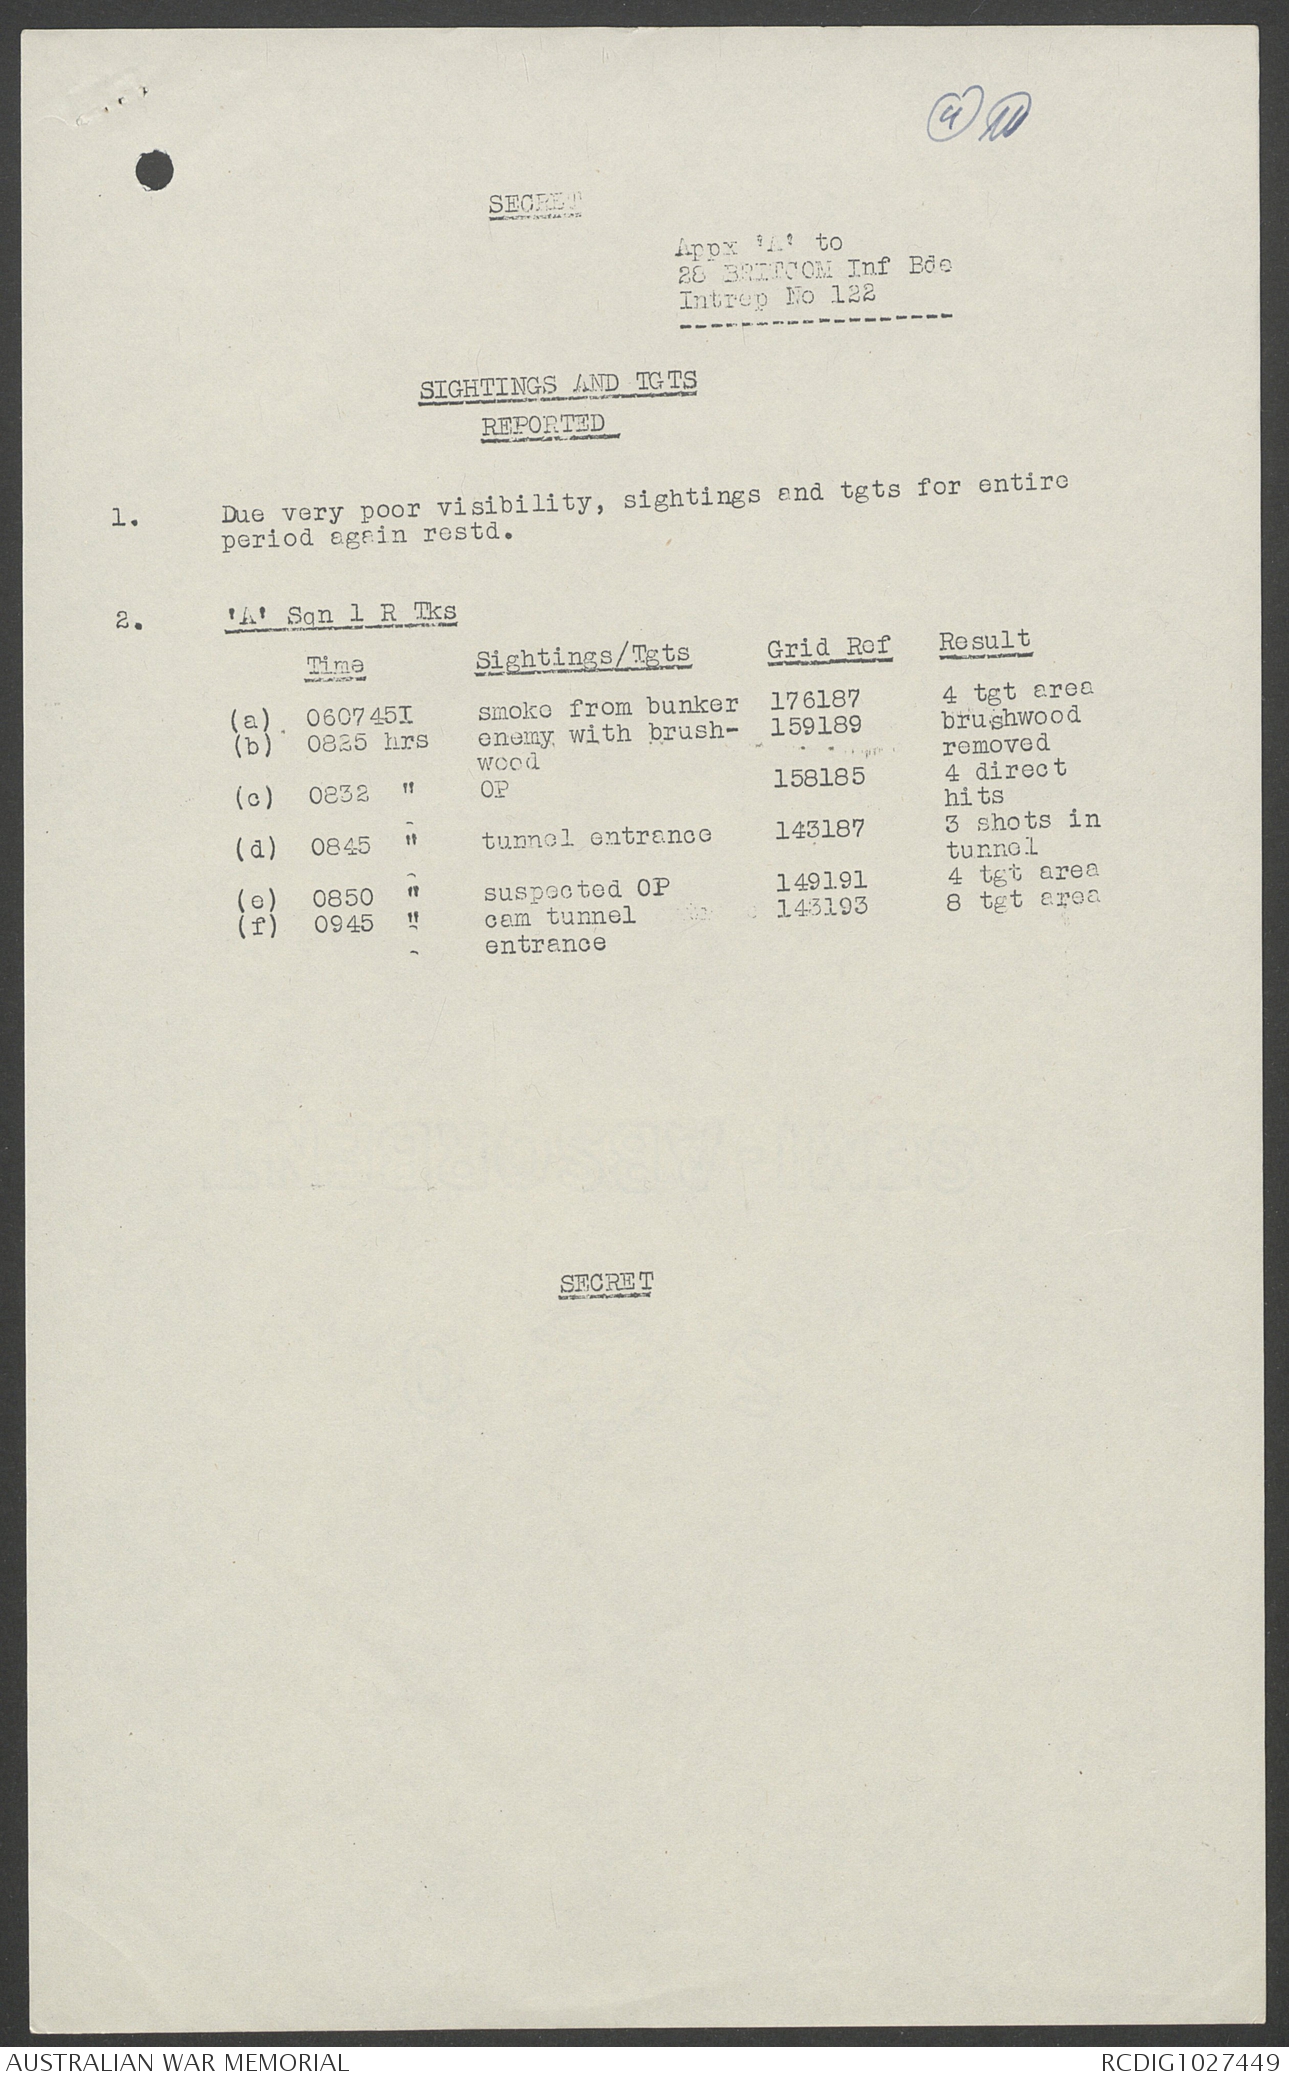 SECRET
Appx 'A' to
28 BRITCOM Inf Bde
Intrep No 122
SIGHTINGS AND TGTS
REPORTED
1. Due very poor visibility, sightings and tgts for entire
period again restd.
2. 'A' Sqn 1 R Tks
Time Sightings/Tgts Grid Ref Result
(a) 060745I smoke from bunker 176187 4 tgt area
(b) 0825 hrs enemy with brush- 159189 brushwood
wood removed
(c) 0832 " OP 158185 4 direct
hits
(d) 0845 " tunnel entrance 143187 3 shots in
tunnel
(e) 0850 " suspected OP 149191 4 tgt area
(f) 0945 " cam tunnel 143193 8 tgt area
entrance
SECRET
AUSTRALIAN WAR MEMORIAL RCDIG1027449